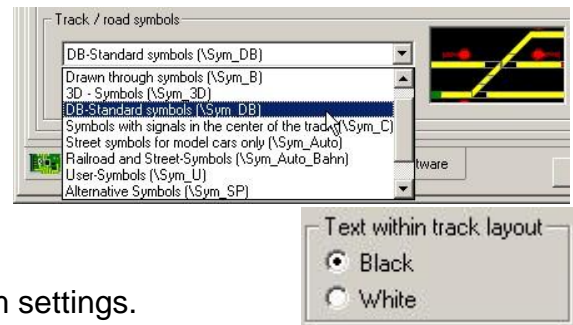 Track / road symbols
DB-Standard symbols (\Sym_DB)
Drawn through symbols (\Sym_B)
3D - Symbols (\Sym_3D)
DB-Standard symbols (\Sym_DB)
Symbols with signals in the center of the track (\Sym_C)
Street symbols for model cars only (\Sym_Auto)
Railroad and Street-Symbols (\Sym_Auto_Bahn)
User-Symbols (\Sym_U)
Alternative Symbols (\Sym_SP)
tware
Text within track layout
Black
White
n settings.